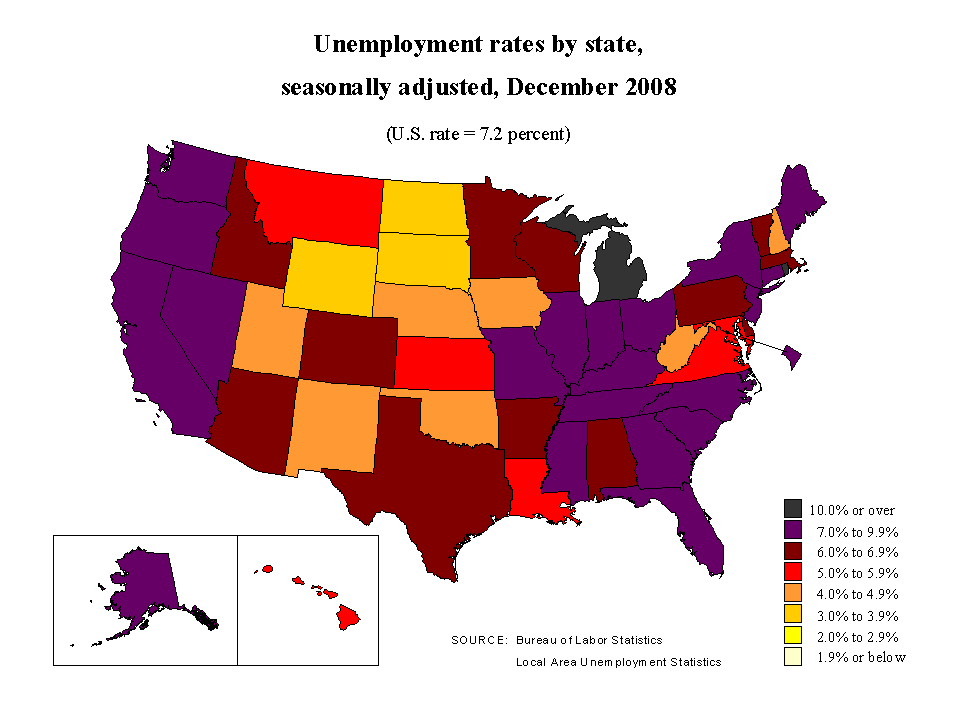 Unemployment rates by state,
seasonally adjusted, December 2008
(U.S. rate = 7.2 percent)
10.0% or over
7.0% to 9.9%
6.0% to 6.9%
5.0% to 5.9%
4.0% to 4.9%
3.0% to 3.9%
2.0% to 2.9%
1.9% or below
SOURCE: Bureau of Labor Statistics
Local Area Unemployment Statistics